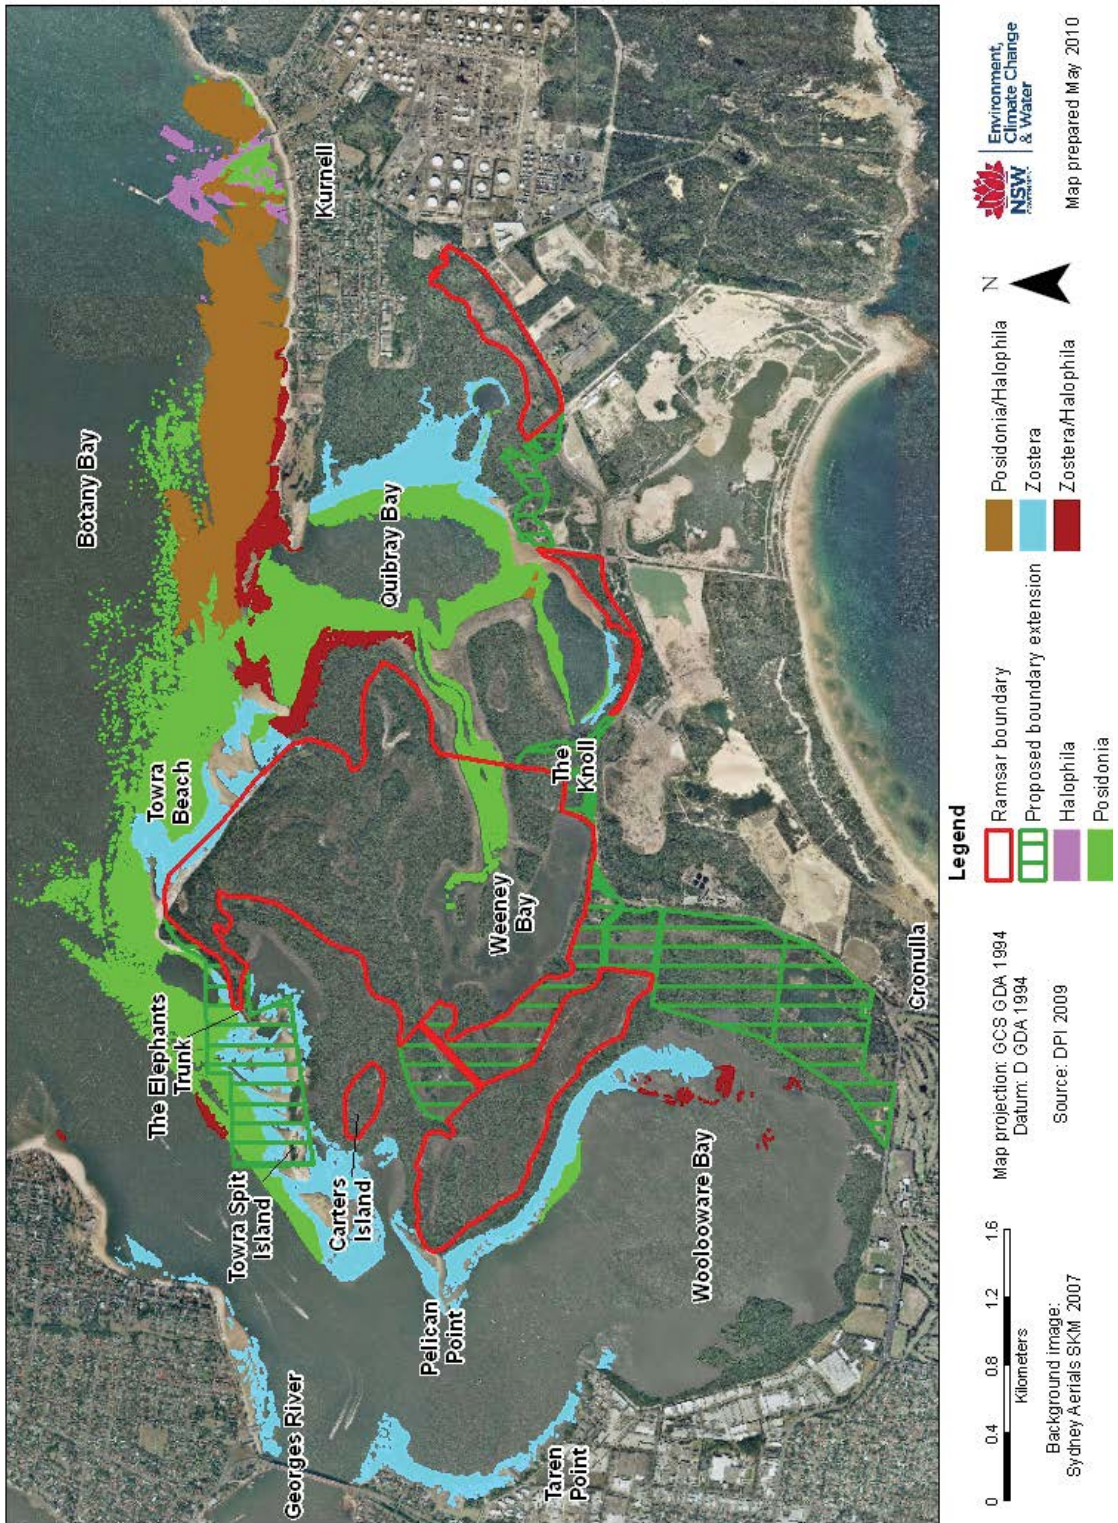 Botany Bay
Kurnell
Towra
Beach
Quibray Bay
The Elephants
Trunk
Towra Spit
Island
Georges River
Carters
Island
Weeney
Bay
The
Knoll
Pelican
Point
Taren
Point
Woolooware Bay
Cronulla
0 0.4 0.8 1.2 1.6
Kilometers
Background image:
Sydney Aerials SKM 2007
Map projection: GCS GDA 1994
Datum: D GDA 1994
Source: DPI 2009
Legend
Ramsar boundary
Proposed boundary extension
Halophila
Posidonia
Posidonia/Halophila
Zostera
Zostera/Halophila
N
NSW
GOVERNMENT
Environment,
Climate Change
& Water
Map prepared May 2010